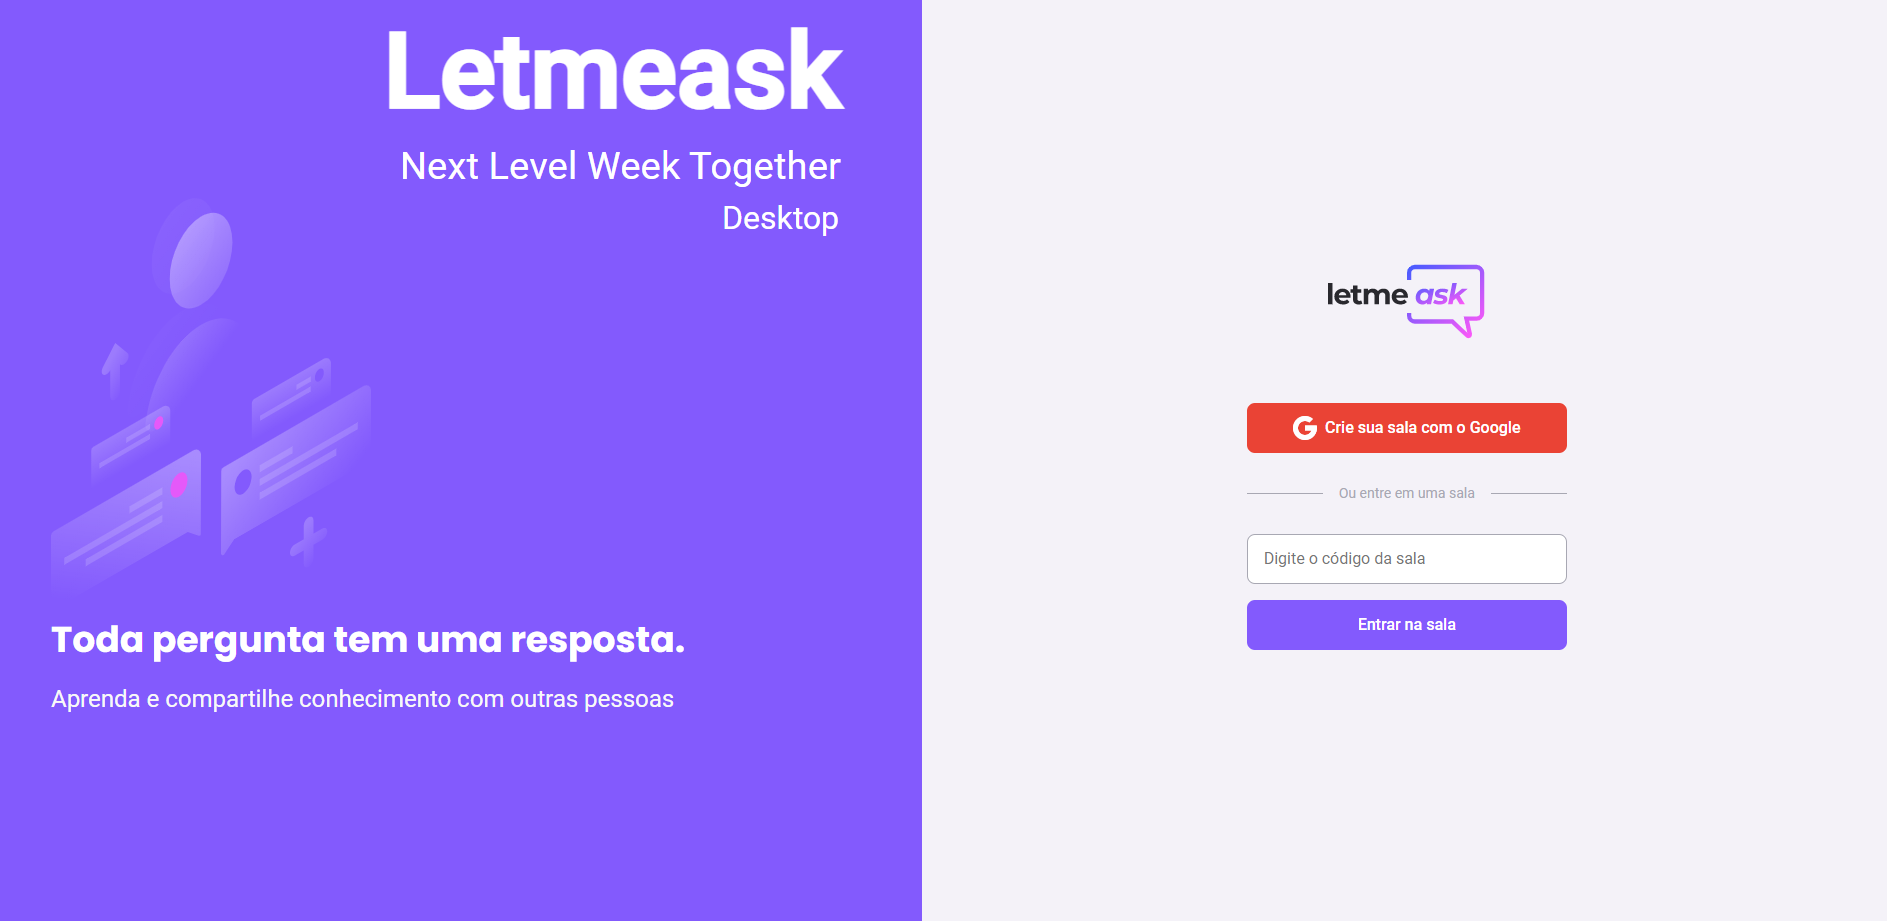 Letmeask
Next Level Week Together
Desktop
Toda pergunta tem uma resposta.
Aprenda e compartilhe conhecimento com outras pessoas
letme ask
Crie sua sala com o Google
Ou entre em uma sala
Digite o código da sala
Entrar na sala